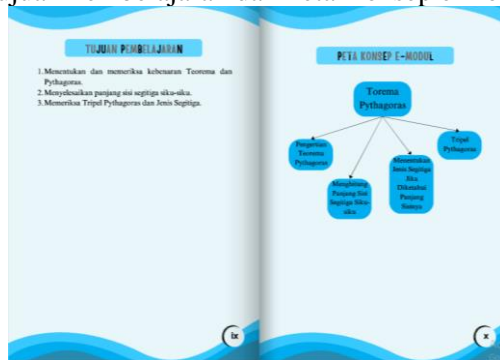 TUJUAN PEMBELAJARAN
1. Menentukan dan memeriksa kebenaran Teorema dan
Pythagoras.
2. Menyelesaikan panjang sisi segitiga siku-siku.
3. Memeriksa Tripel Pythagoras dan Jenis Segitiga.
ix
PETA KONSEP E-MODUL
Torema
Pythagoras
Pengertian
Teorema
Pythagoras
Menghitung
Panjang Sisi
Segitiga Siku-
siku
Menentukan
Jenis Segitiga
Jika
Diketahui
Panjang
Sisinya
Tripel
Pythagoras
x